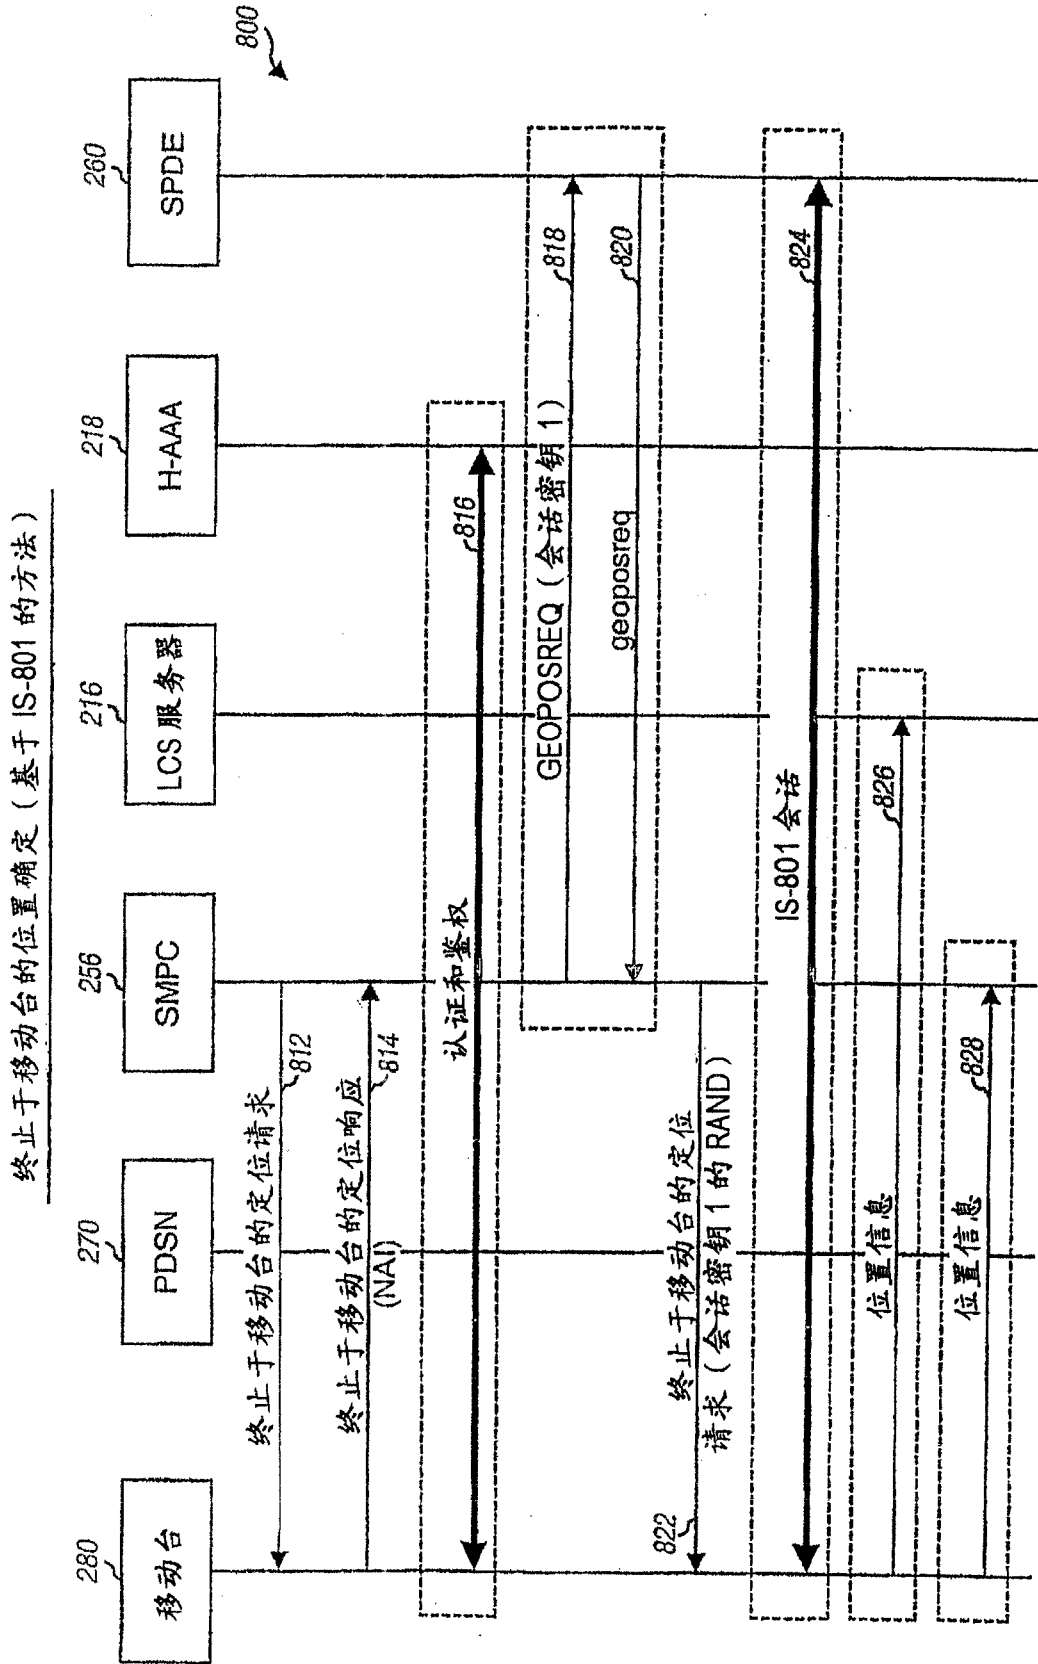 终止于移动台的位置确定（基于 IS-801 的方法）
800
280
270
256
216
218
260
移动台
PDSN
SMPC
LCS 服务器
H-AAA
SPDE
终止于移动台的定位请求
812
终止于移动台的定位响应
(NAI)
814
认证和鉴权
816
GEOPOSREQ（会话密钥 1）
818
geoposreq
820
822
终止于移动台的定位
请求（会话密钥 1 的 RAND）
IS-801 会话
824
位置信息
826
位置信息
828